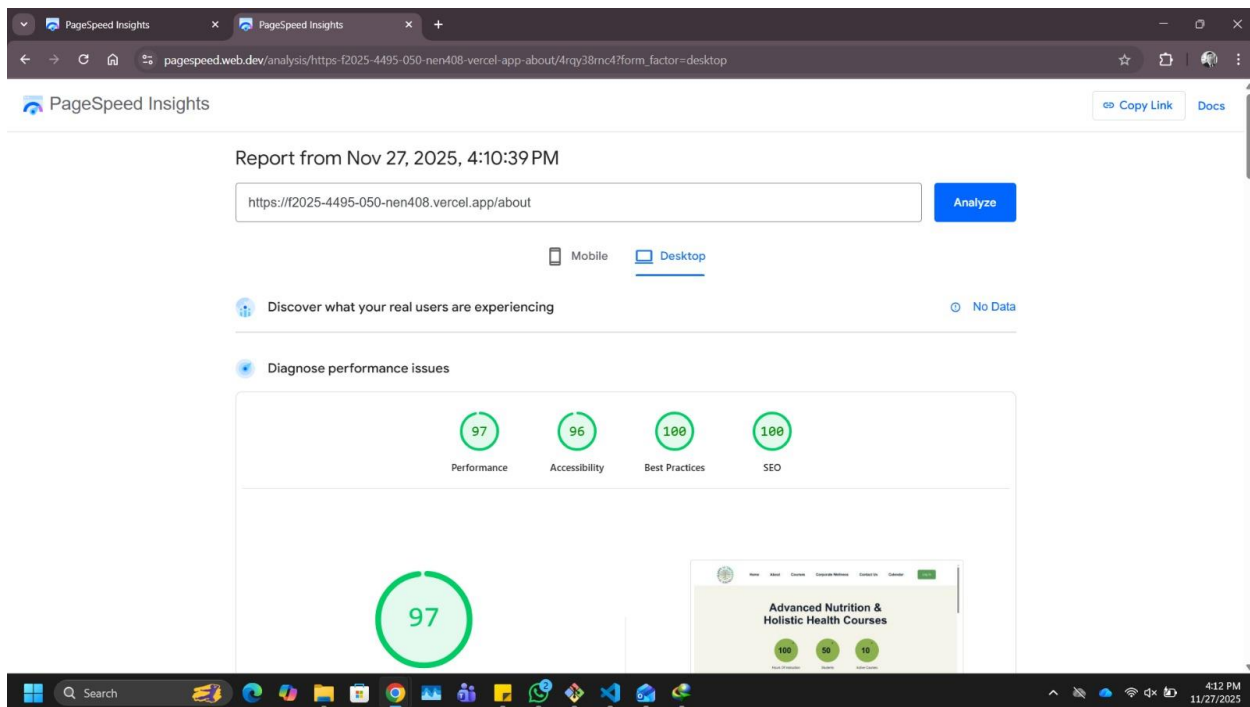 PageSpeed Insights
PageSpeed Insights
pagespeed.web.dev/analysis/https-f2025-4495-050-nen408-vercel-app-about/4rqy38rnc4?form_factor=desktop
PageSpeed Insights
Copy Link
Docs
Report from Nov 27, 2025, 4:10:39 PM
https://f2025-4495-050-nen408.vercel.app/about
Analyze
Mobile
Desktop
Discover what your real users are experiencing
No Data
Diagnose performance issues
97
96
100
100
Performance
Accessibility
Best Practices
SEO
97
Home About Courses Corporate Wellness Contact Us Calendar
Advanced Nutrition &
Holistic Health Courses
100
50
10
Search
2
4:12 PM
11/27/2025